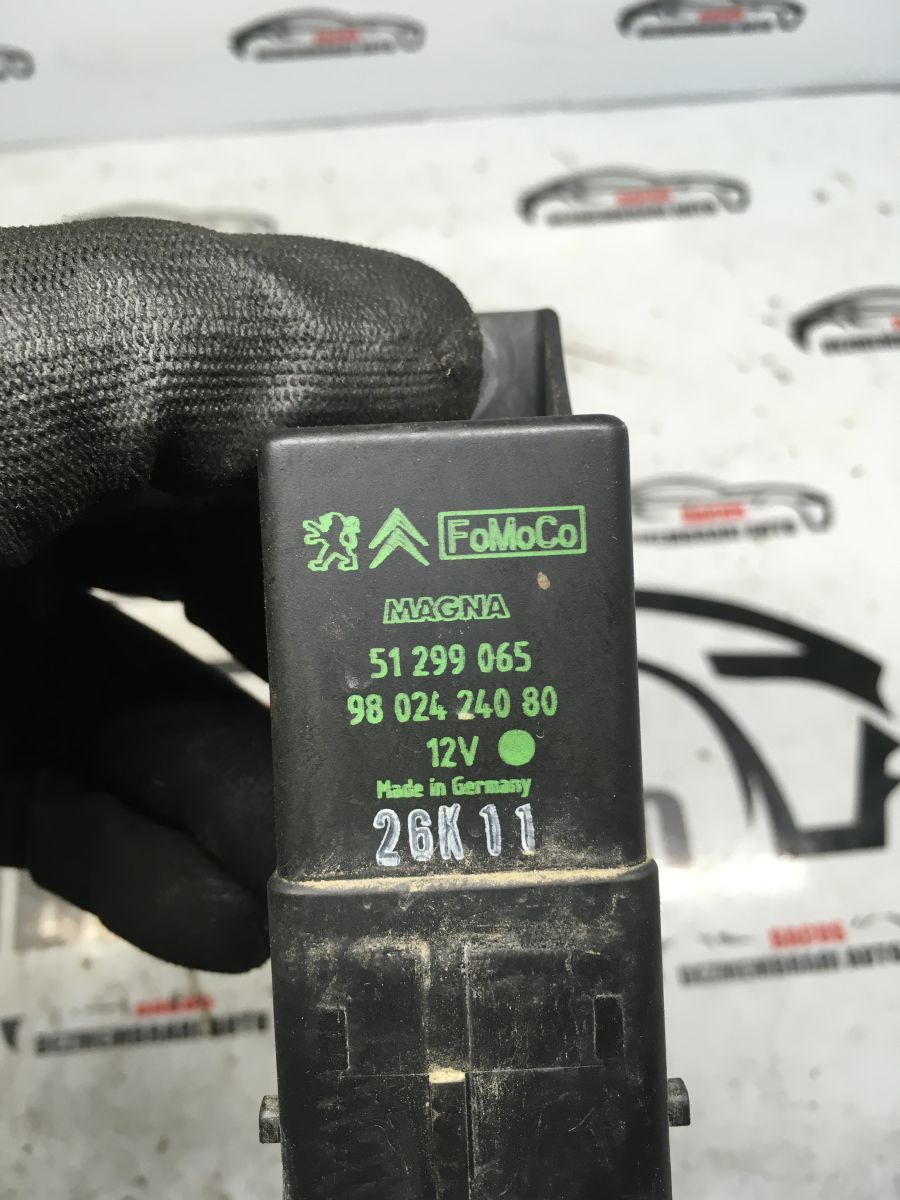 FoMoCo
MAGNA
51 299 065
98 024 240 80
12V
Made in Germany
26K11